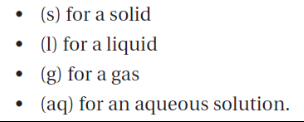 • (s) for a solid
• (l) for a liquid
• (g) for a gas
• (aq) for an aqueous solution.